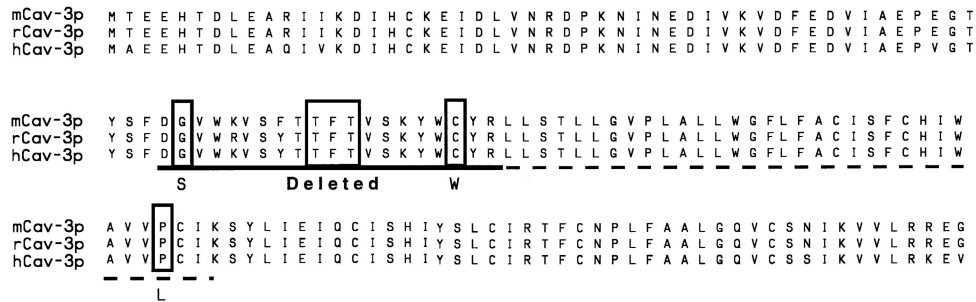 mCav-3p M T E E H T D L E A R I I K D I H C K E I D L V N R D P K N I N E D I V K V D F E D V I A E P E G T
rCav-3p M T E E H T D L E A R I I K D I H C K E I D L V N R D P K N I N E D I V K V D F E D V I A E P E G T
hCav-3p M A E E H T D L E A Q I V K D I H C K E I D L V N R D P K N I N E D I V K V D F E D V I A E P V G T
mCav-3p Y S F D G V W K V S F T T F T V S K Y W C Y R L L S T L L G V P L A L L W G F L F A C I S F C H I W
rCav-3p Y S F D G V W R V S Y T T F T V S K Y W C Y R L L S T L L G V P L A L L W G F L F A C I S F C H I W
hCav-3p Y S F D G V W K V S Y T T F T V S K Y W C Y R L L S T L L G V P L A L L W G F L F A C I S F C H I W
S Deleted W
mCav-3p A V V P C I K S Y L I E I Q C I S H I Y S L C I R T F C N P L F A A L G Q V C S N I K V V L R R E G
rCav-3p A V V P C I K S Y L I E I Q C I S H I Y S L C I R T F C N P L F A A L G Q V C S N I K V V L R R E G
hCav-3p A V V P C I K S Y L I E I Q C I S H I Y S L C I R T F C N P L F A A L G Q V C S S I K V V L R K E V
L